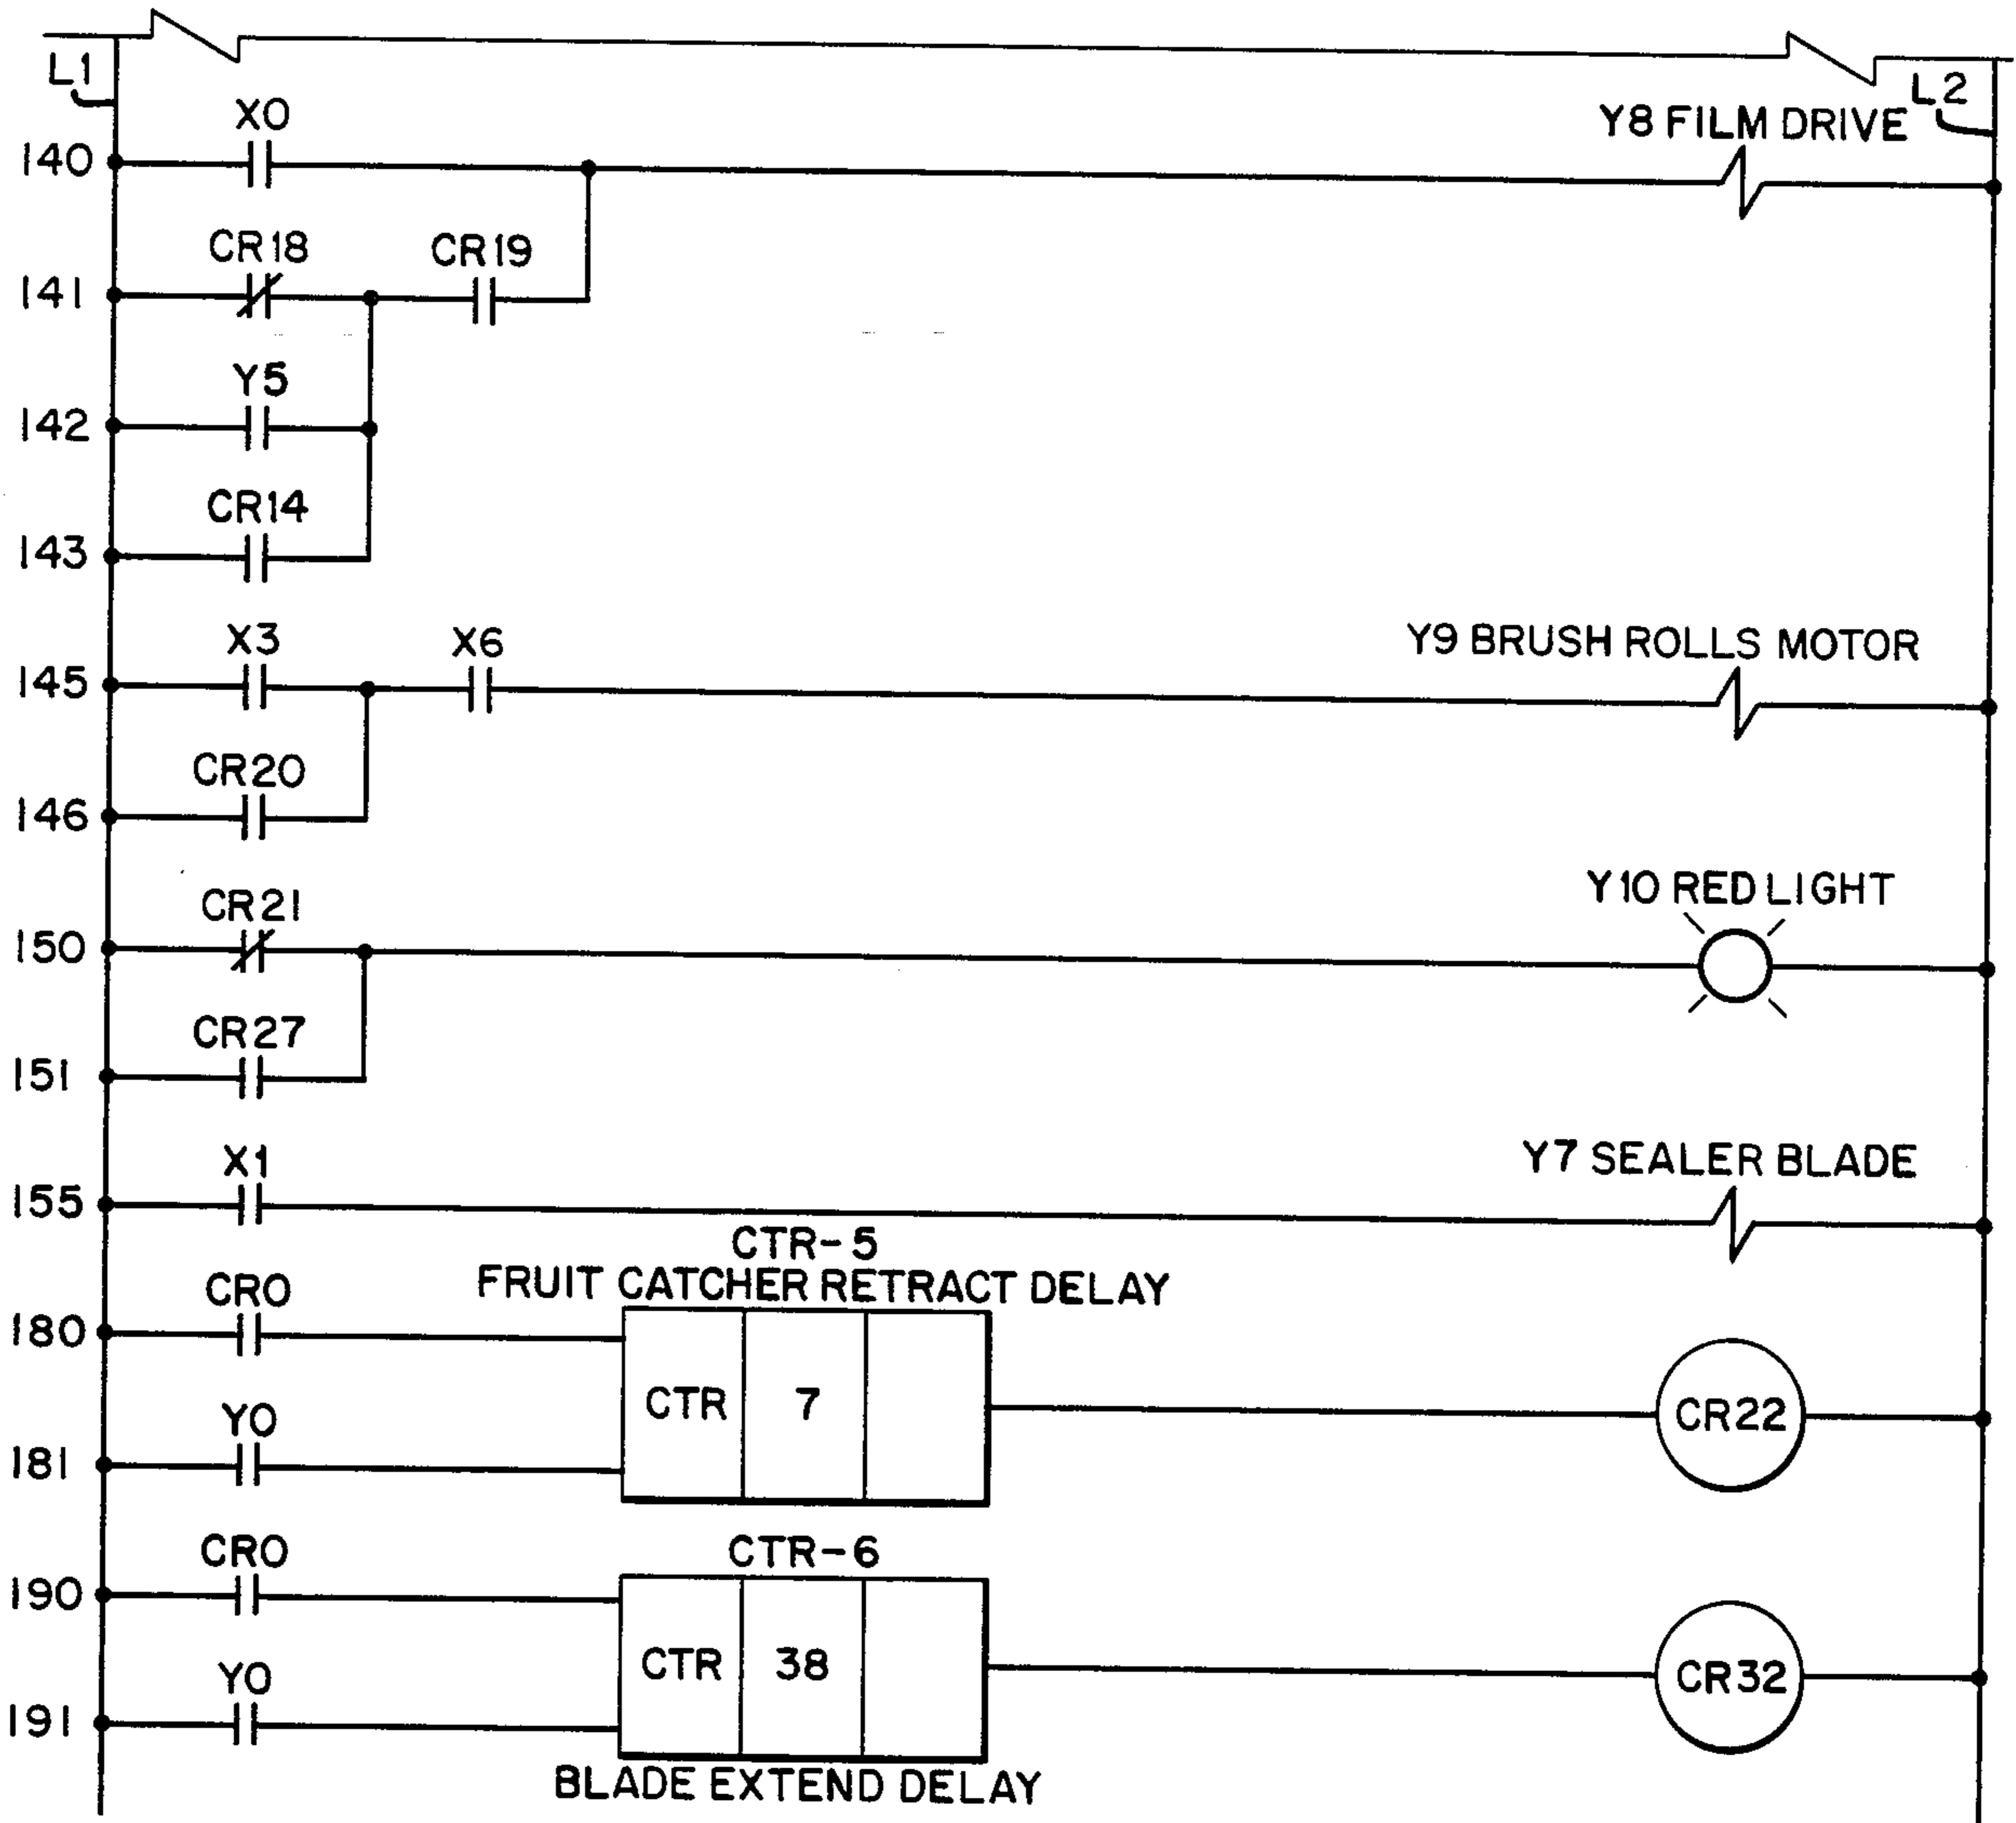 L1
L2
X0
Y8 FILM DRIVE
140
CR18
CR19
141
Y5
142
CR14
143
X3
X6
Y9 BRUSH ROLLS MOTOR
145
CR20
146
CR21
Y10 RED LIGHT
150
CR27
151
X1
Y7 SEALER BLADE
155
CTR-5
FRUIT CATCHER RETRACT DELAY
CR0
180
CTR
7
CR22
Y0
181
CR0
CTR-6
190
CTR
38
CR32
Y0
191
BLADE EXTEND DELAY